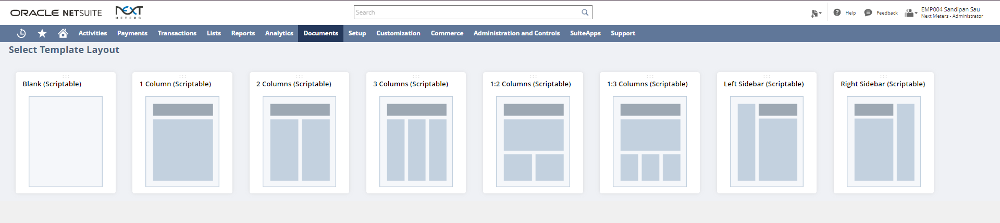 ORACLE NETSUITE
NEXT
METERS
Search
Help
Feedback
EMP004 Sandipan Sau
Next Meters - Administrator
Activities Payments Transactions Lists Reports Analytics Documents Setup Customization Commerce Administration and Controls SuiteApps Support
Select Template Layout
Blank (Scriptable)
1 Column (Scriptable)
2 Columns (Scriptable)
3 Columns (Scriptable)
1:2 Columns (Scriptable)
1:3 Columns (Scriptable)
Left Sidebar (Scriptable)
Right Sidebar (Scriptable)